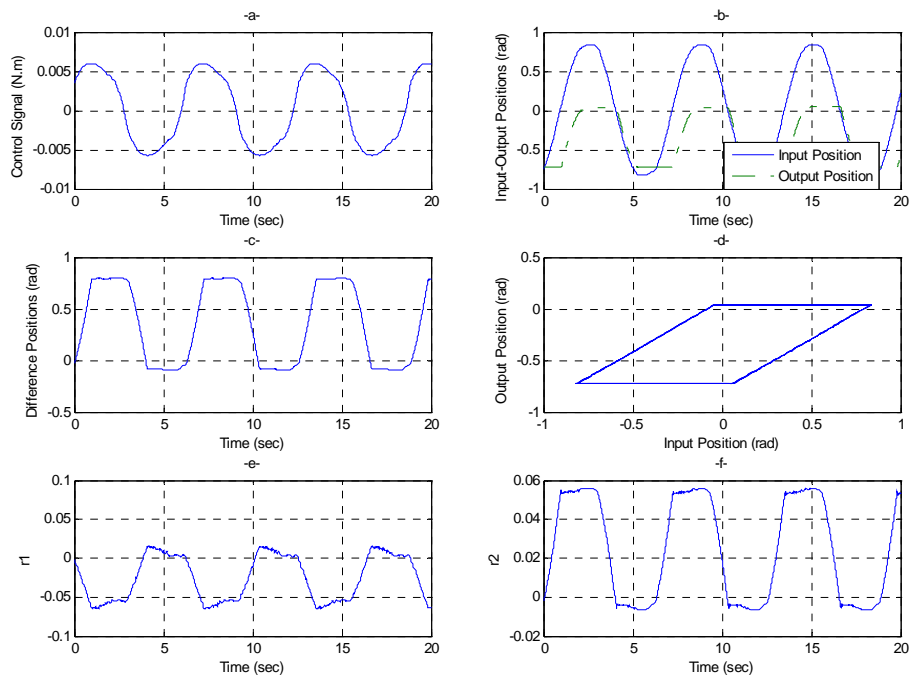 -a-
0.01
0.005
0
-0.005
-0.01
0
5
10
15
20
Control Signal (N.m)
Time (sec)
-b-
1
0.5
0
-0.5
-1
0
5
10
15
20
Input-Output Positions (rad)
Time (sec)
Input Position
Output Position
-c-
1
0.5
0
-0.5
0
5
10
15
20
Difference Positions (rad)
Time (sec)
-d-
0.5
0
-0.5
-1
-1
-0.5
0
0.5
1
Output Position (rad)
Input Position (rad)
-e-
0.1
0.05
0
-0.05
-0.1
0
5
10
15
20
r1
Time (sec)
-f-
0.06
0.04
0.02
0
-0.02
0
5
10
15
20
r2
Time (sec)